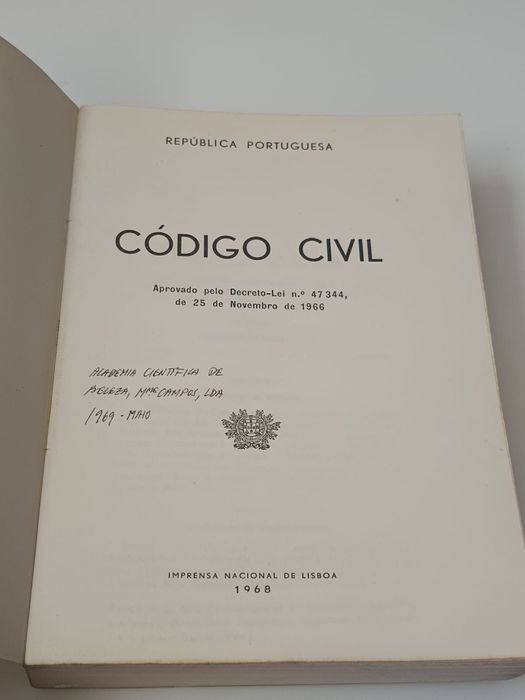 REPÚBLICA PORTUGUESA
CÓDIGO CIVIL
Aprovado pelo Decreto-Lei n.º 47 344,
de 25 de Novembro de 1966
ACADEMIA CIENTIFICA DE
BELEZA, Mme CAMPOS, LDA
1969 - MAIO
IMPRENSA NACIONAL DE LISBOA
1968